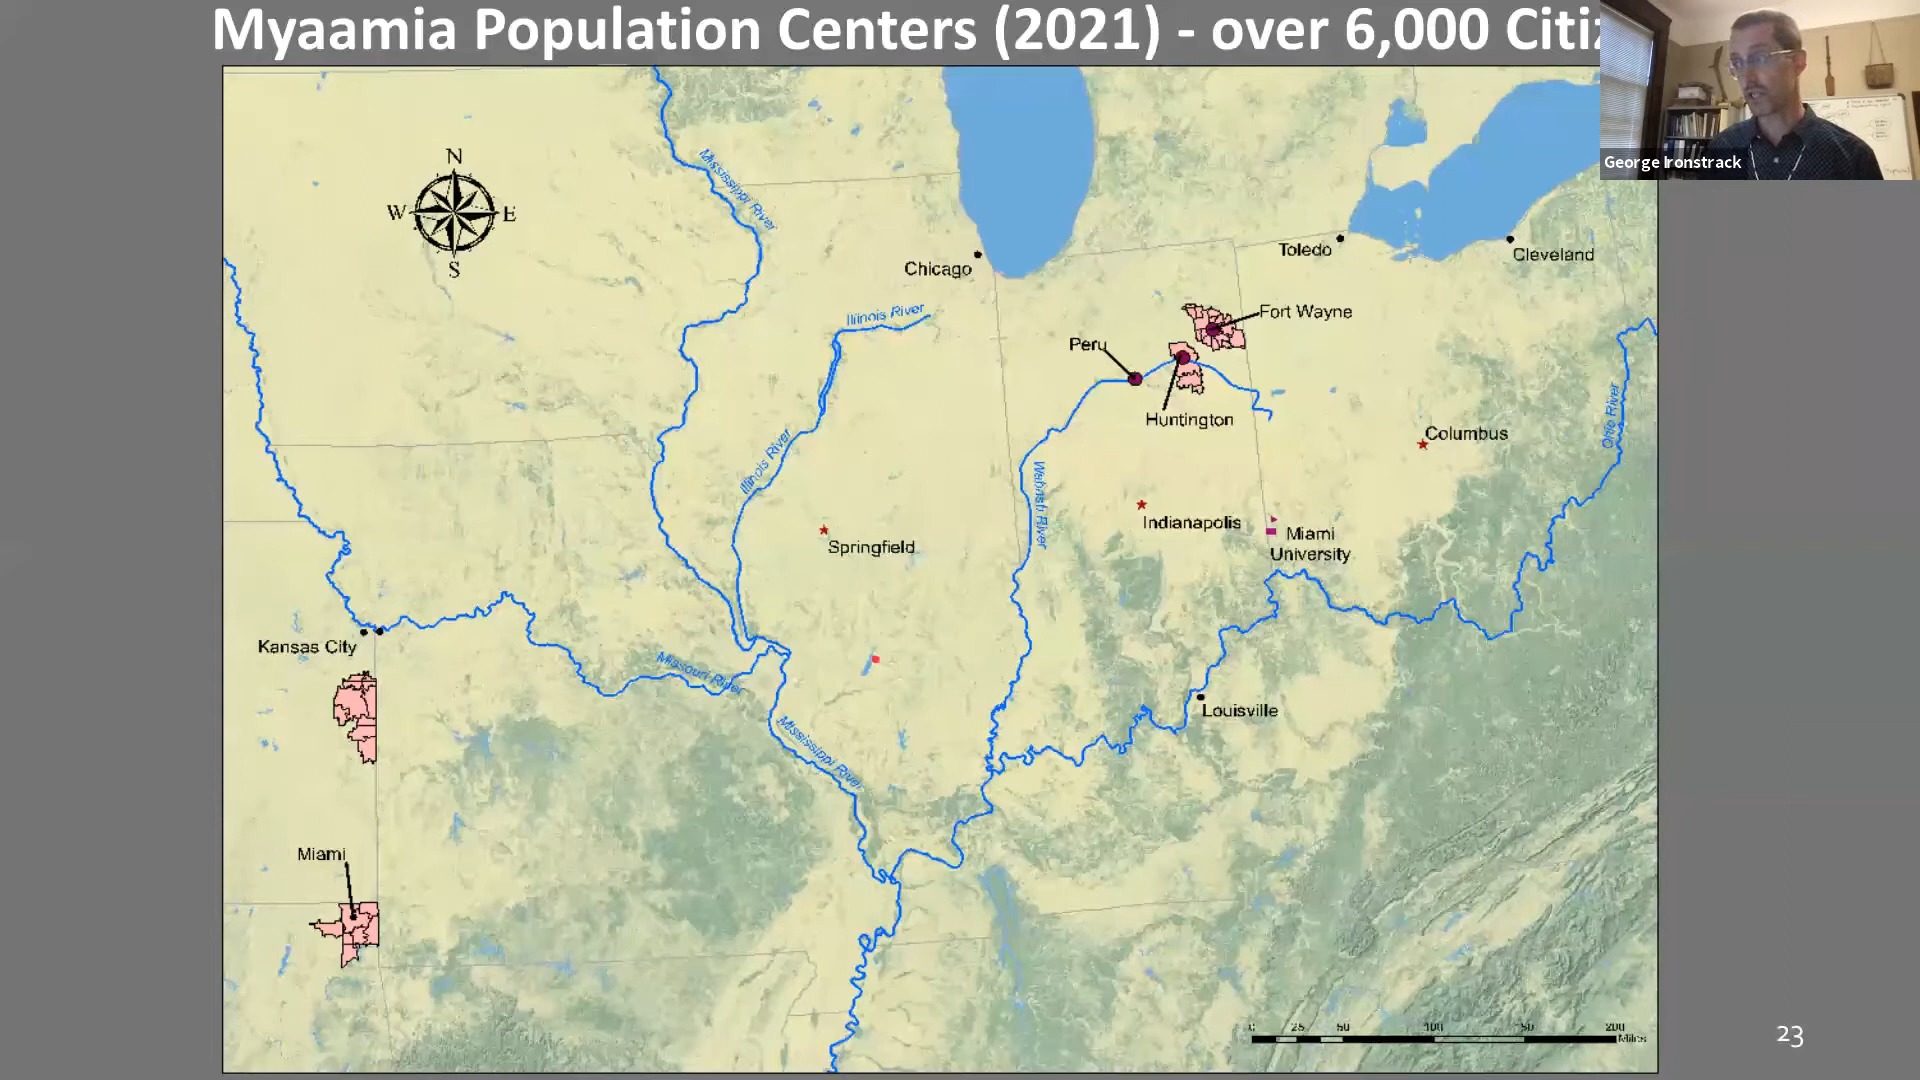 Myaamia Population Centers (2021) - over 6,000 Citi
George Ironstrack
N
W
E
S
Mississippi River
Chicago
Toledo
Cleveland
Illinois River
Fort Wayne
Peru
Huntington
Columbus
Ohio River
Illinois River
Wabash River
Springfield
Indianapolis
Miami
University
Kansas City
Missouri River
Louisville
Mississippi River
Miami
0 25 50 100 150 200
Miles
23